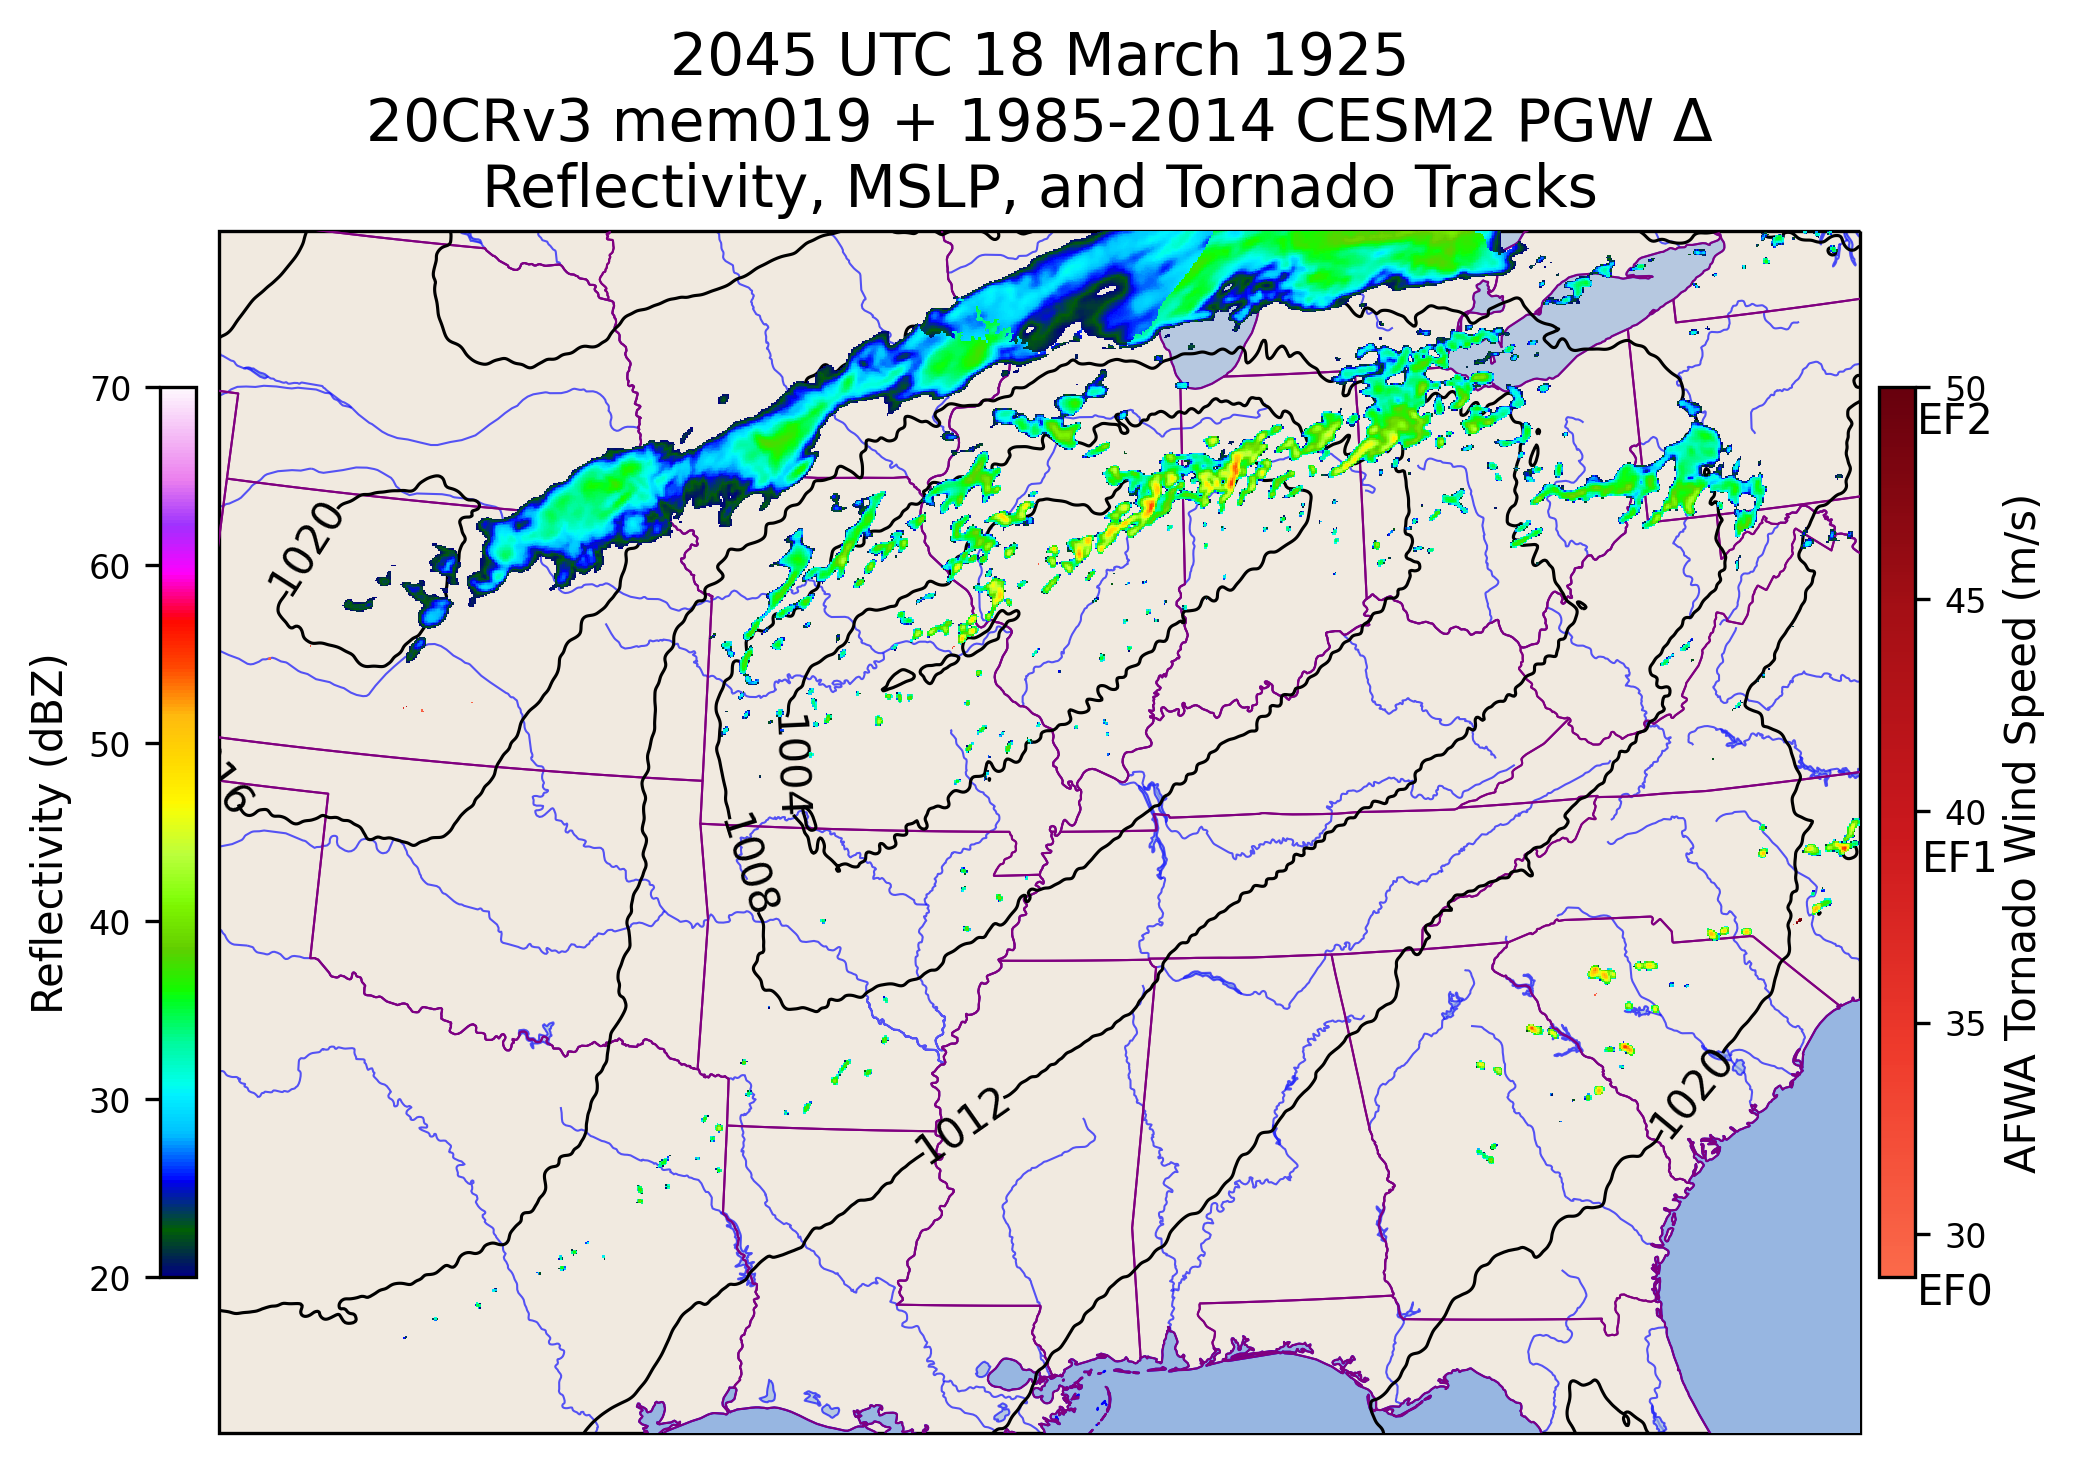 2045 UTC 18 March 1925
20CRv3 mem019 + 1985-2014 CESM2 PGW Δ
Reflectivity, MSLP, and Tornado Tracks
70
60
50
40
30
20
Reflectivity (dBZ)
1020
16
1004
1008
1012
1020
50
EF2
45
40
EF1
35
30
EF0
AFWA Tornado Wind Speed (m/s)